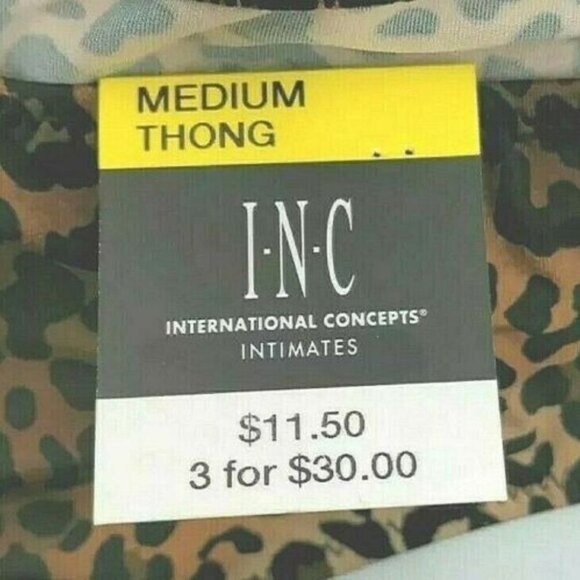 MEDIUM
THONG
I·N·C
INTERNATIONAL CONCEPTS®
INTIMATES
$11.50
3 for $30.00